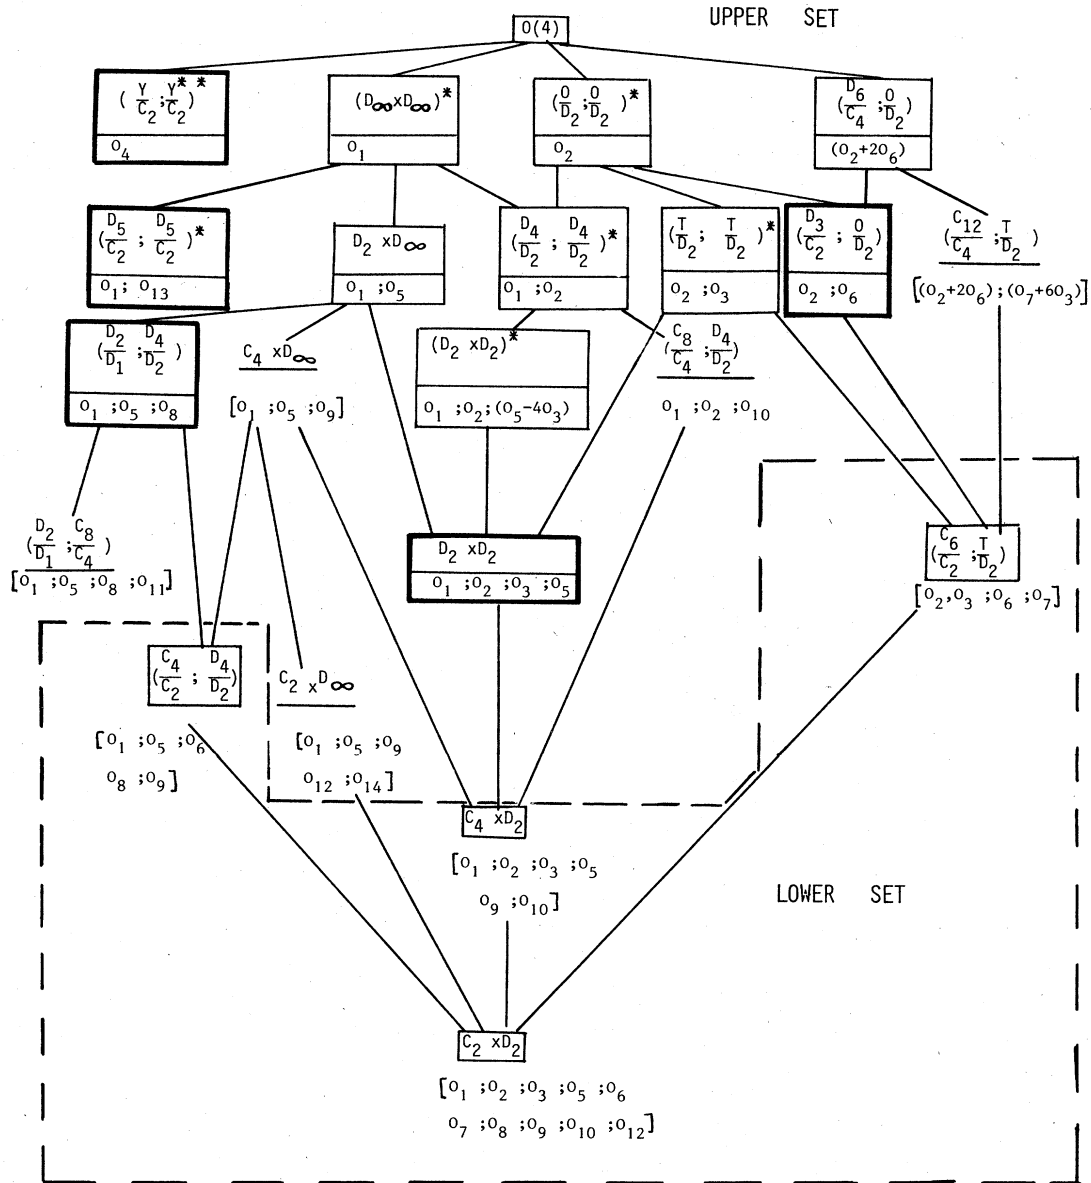 UPPER SET
O(4)
(Y/C₂ ; Y*/C₂)*
O₄
(D∞xD∞)*
O₁
(O/D₂ ; O/D₂)*
O₂
(D₆/C₄ ; O/D₂)
(O₂+2O₆)
(D₅/C₂ ; D₅/C₂)*
O₁; O₁₃
D₂ xD∞
O₁ ;O₅
(D₄/D₂ ; D₄/D₂)*
O₁ ;O₂
(T/D₂ ; T/D₂)*
O₂ ;O₃
(D₃/C₂ ; O/D₂)
O₂ ;O₆
(C₁₂/C₄ ; T/D₂)
[(O₂+2O₆);(O₇+6O₃)]
(D₂/D₁ ; D₄/D₂)
O₁ ;O₅ ;O₈
C₄ xD∞
[O₁ ;O₅ ;O₉]
(D₂ xD₂)*
O₁ ;O₂;(O₅-4O₃)
(C₈/C₄ ; D₄/D₂)
O₁ ;O₂ ;O₁₀
(D₂/D₁ ; C₈/C₄)
[O₁ ;O₅ ;O₈ ;O₁₁]
D₂ xD₂
O₁ ;O₂ ;O₃ ;O₅
(C₆/C₂ ; T/D₂)
[O₂,O₃ ;O₆ ;O₇]
(C₄/C₂ ; D₄/D₂)
[O₁ ;O₅ ;O₆
O₈ ;O₉]
C₂ xD∞
[O₁ ;O₅ ;O₉
O₁₂ ;O₁₄]
C₄ xD₂
[O₁ ;O₂ ;O₃ ;O₅
O₉ ;O₁₀]
LOWER SET
C₂ xD₂
[O₁ ;O₂ ;O₃ ;O₅ ;O₆
O₇ ;O₈ ;O₉ ;O₁₀ ;O₁₂]